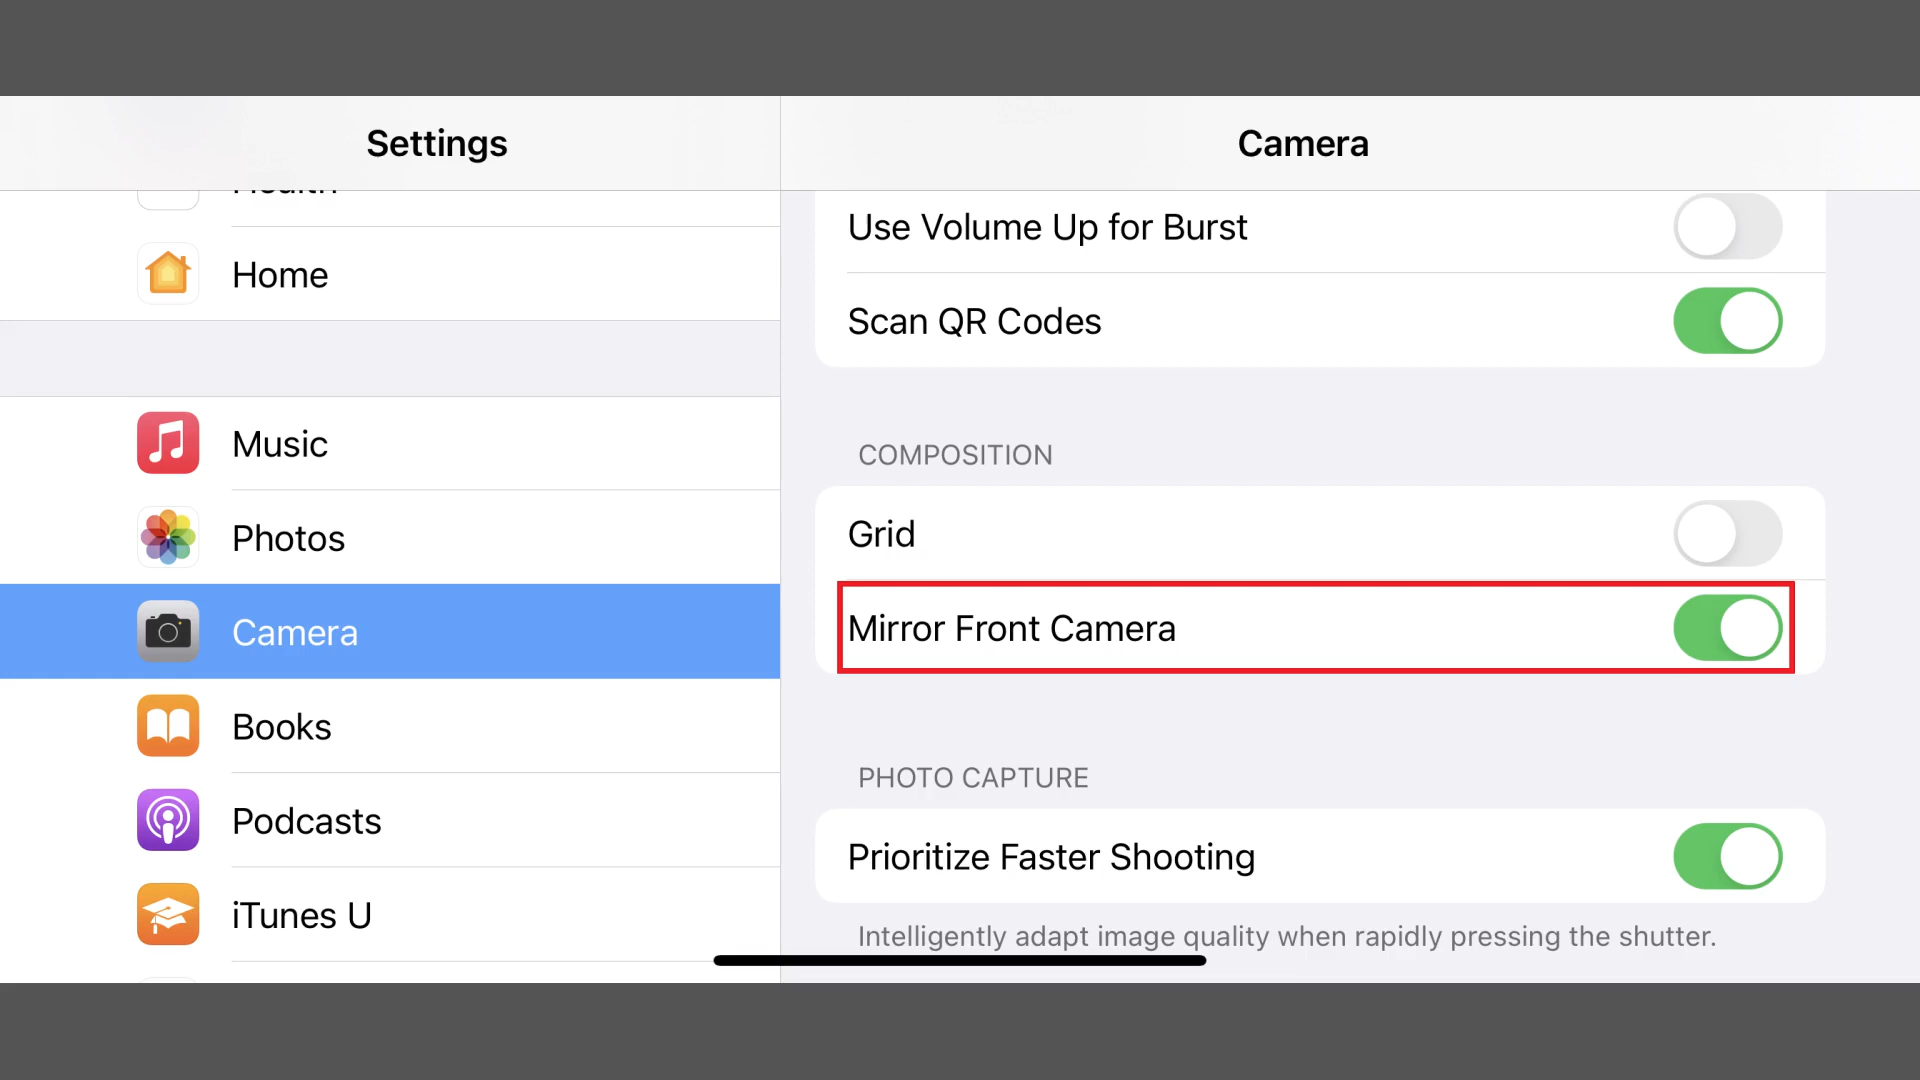 Settings
Health
Home
Music
Photos
Camera
Books
Podcasts
iTunes U
Camera
Use Volume Up for Burst
Scan QR Codes
COMPOSITION
Grid
Mirror Front Camera
PHOTO CAPTURE
Prioritize Faster Shooting
Intelligently adapt image quality when rapidly pressing the shutter.